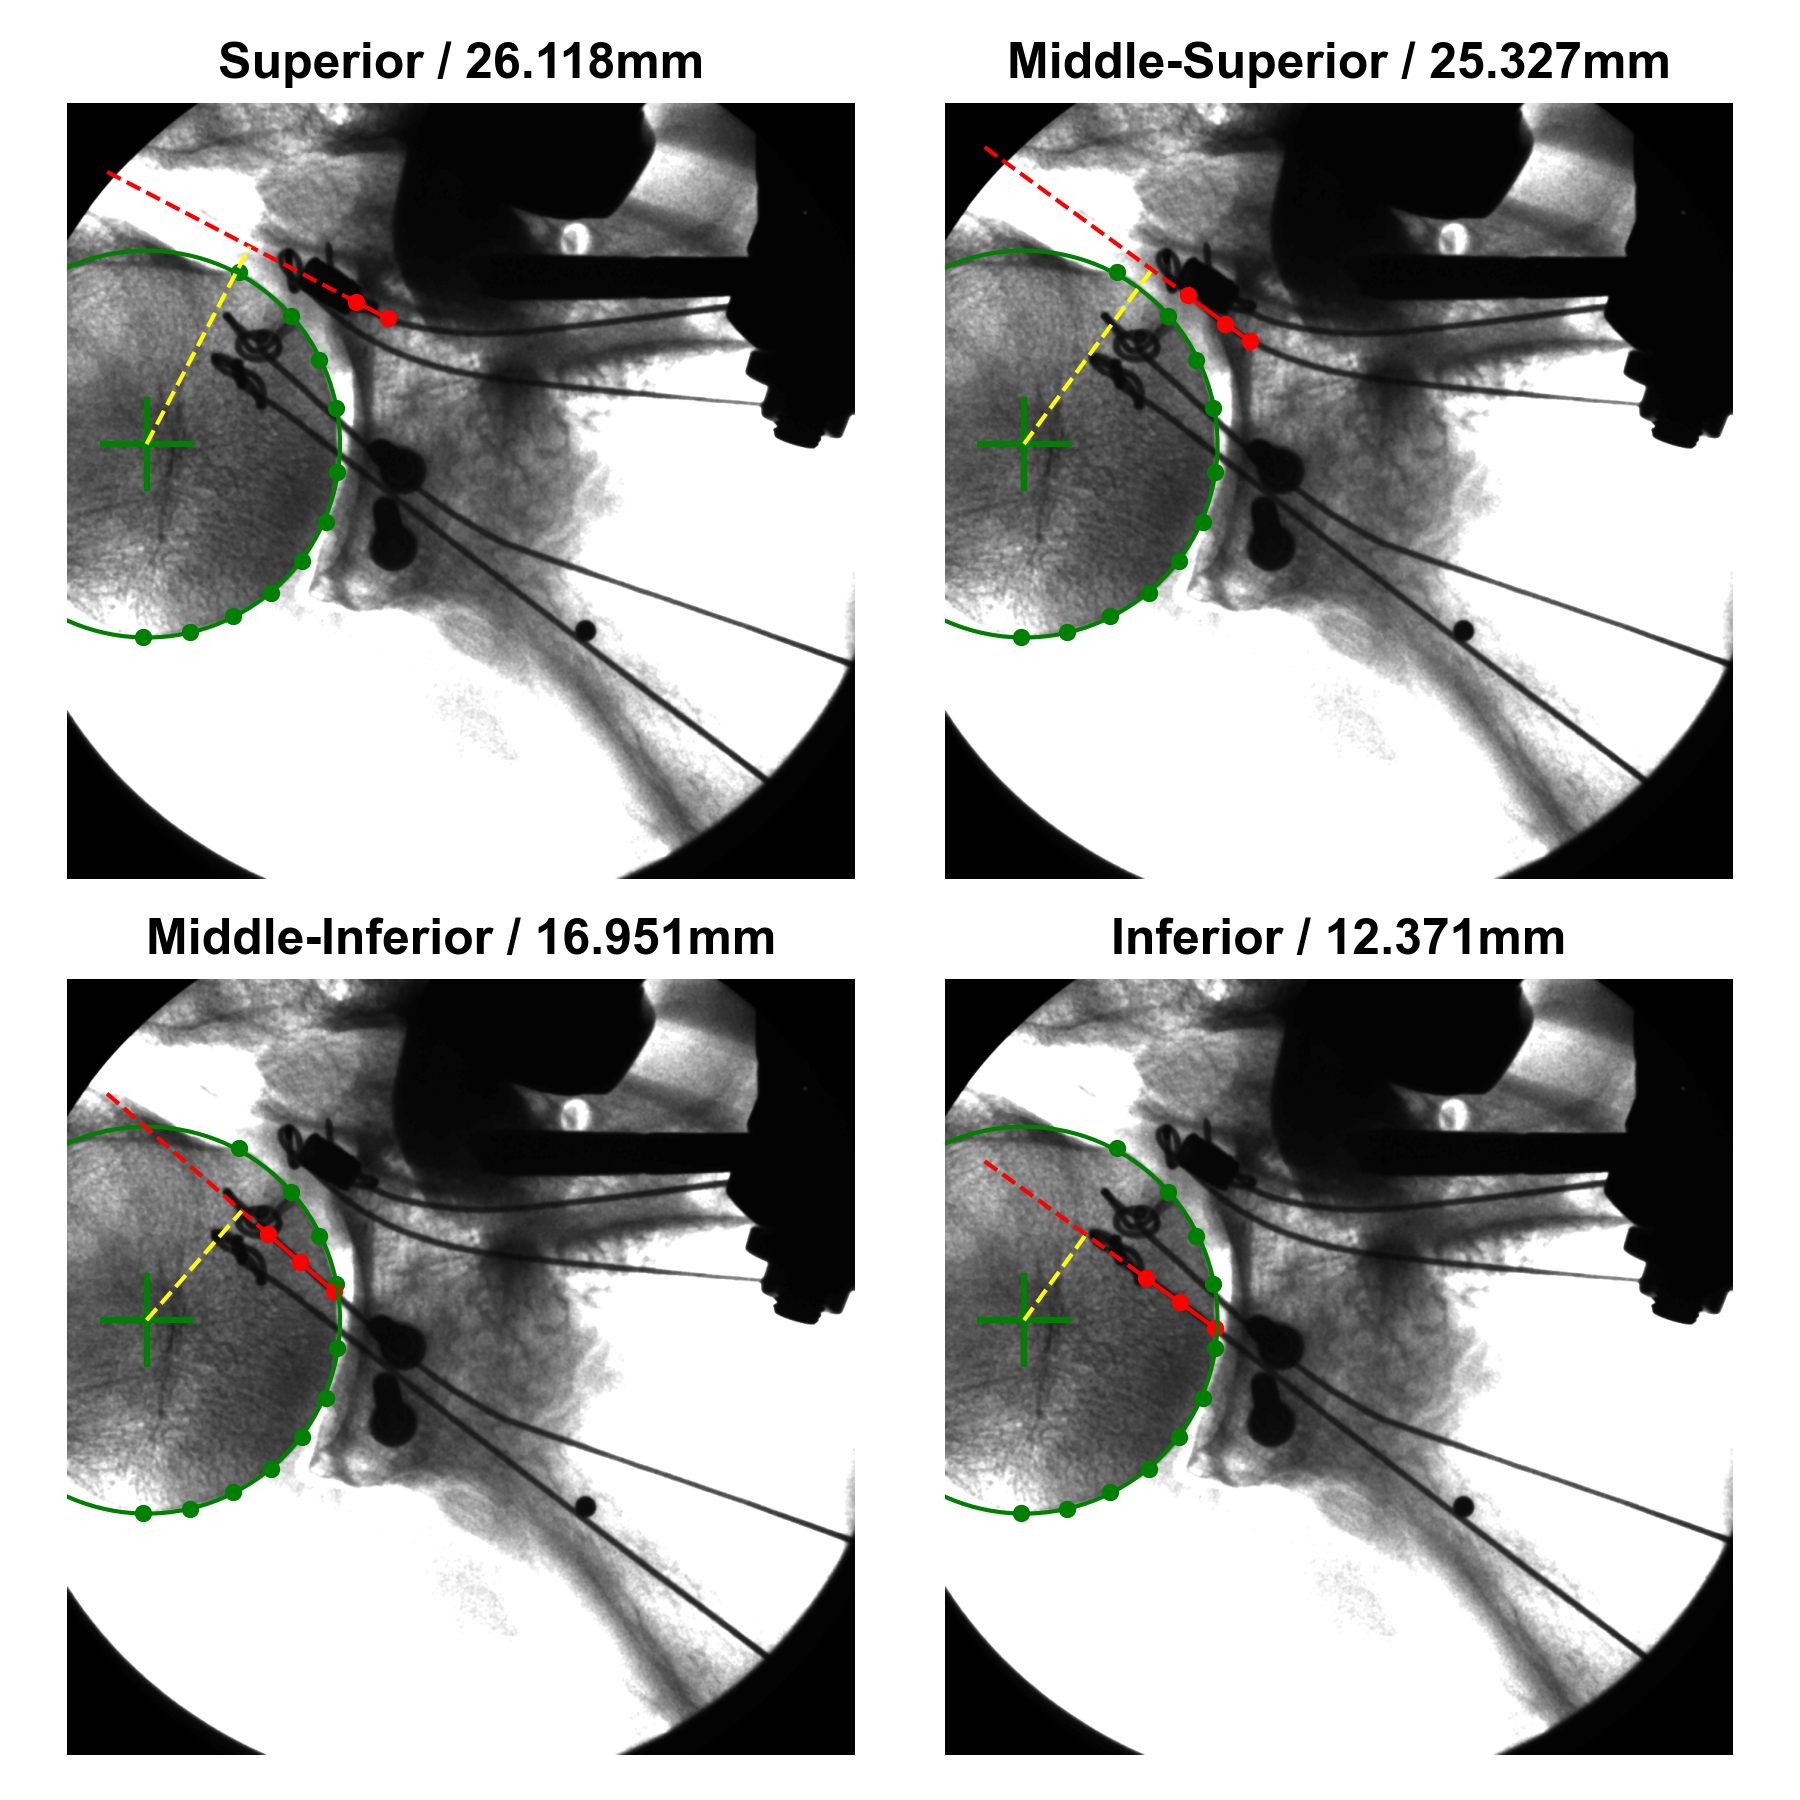 Superior / 26.118mm
Middle-Superior / 25.327mm
Middle-Inferior / 16.951mm
Inferior / 12.371mm